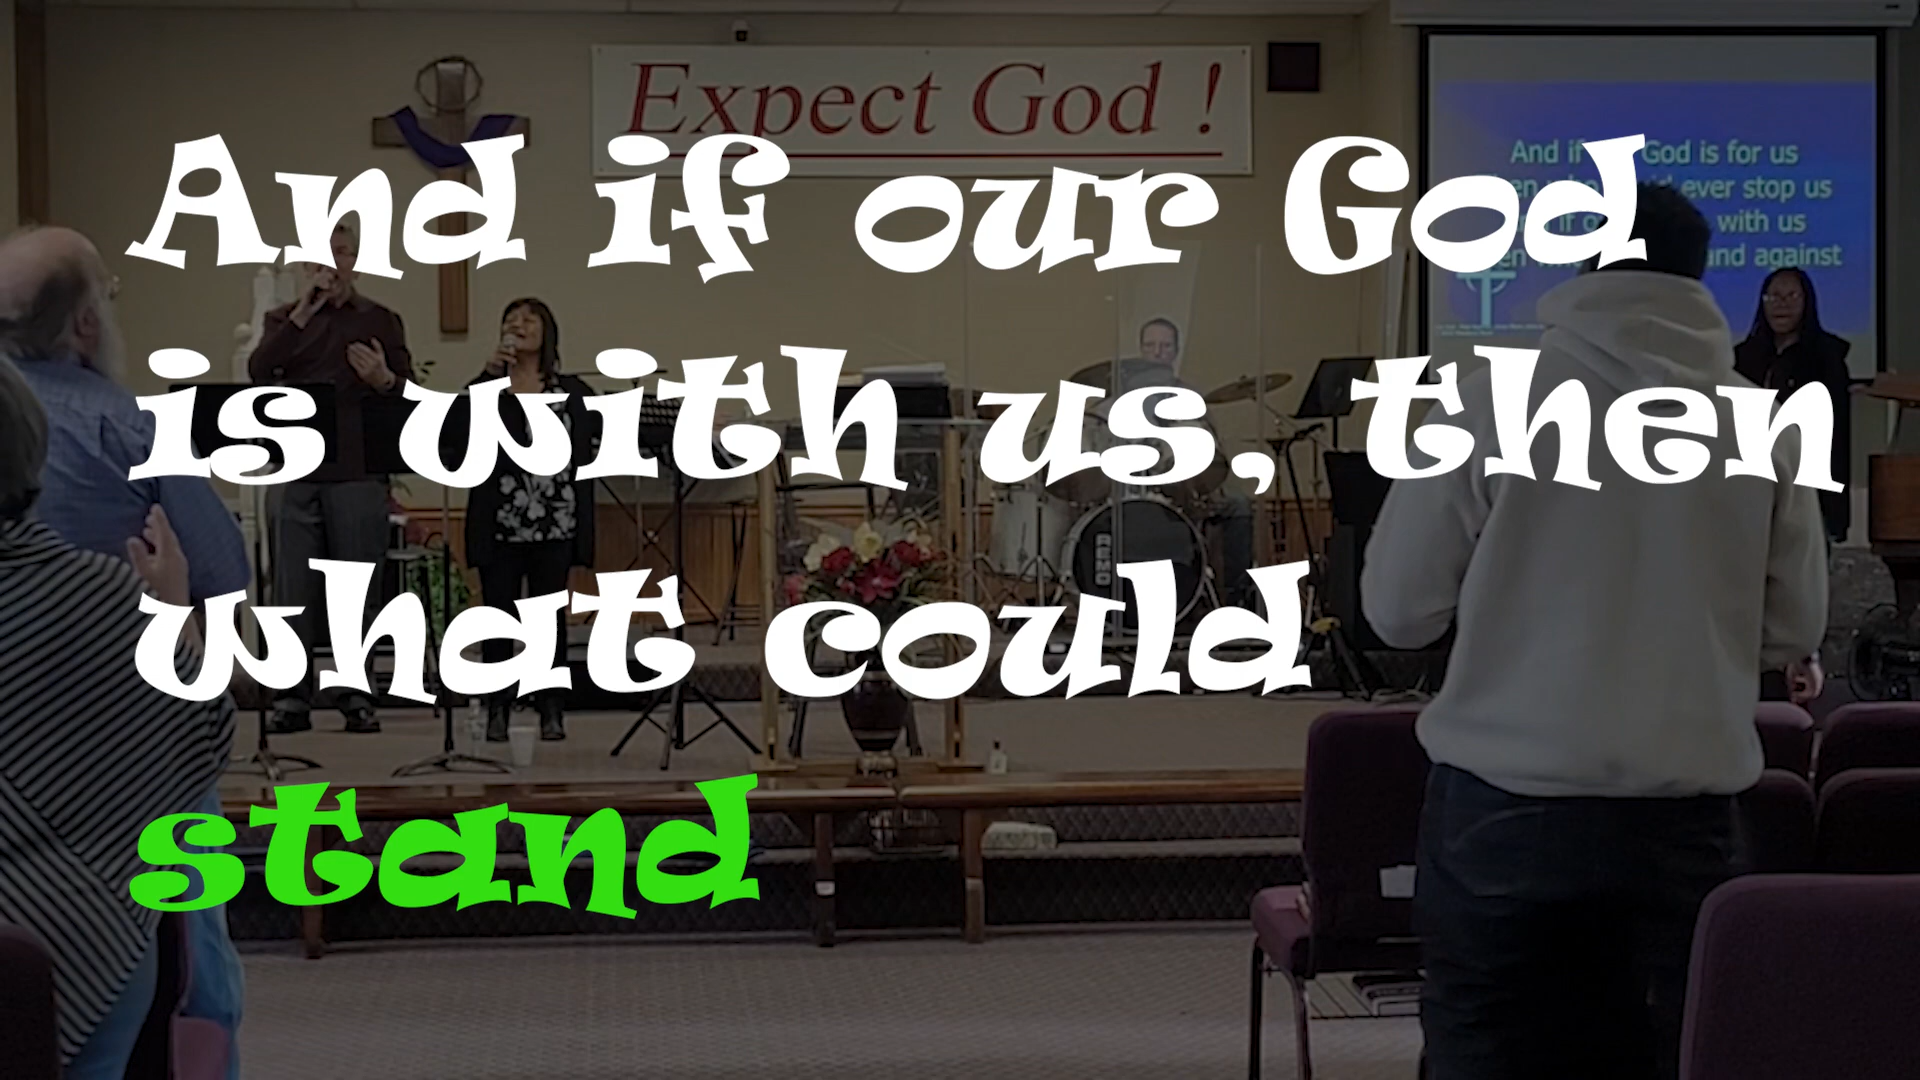 Expect God !
And if our God
is with us, then
what could
stand
And if God is for us
ever stop us
with us
and against
REMO